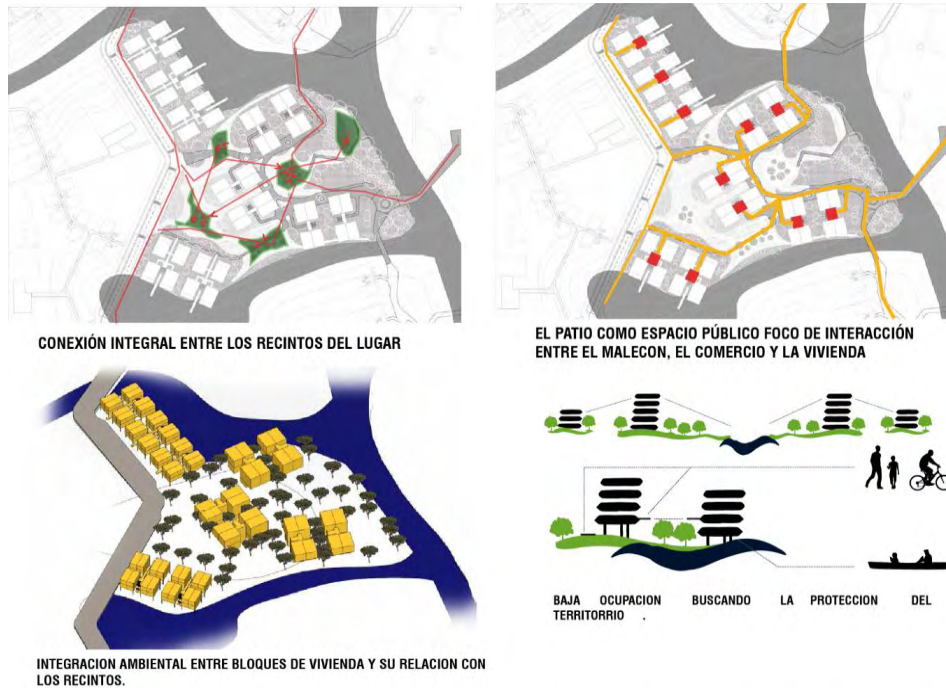 CONEXIÓN INTEGRAL ENTRE LOS RECINTOS DEL LUGAR
EL PATIO COMO ESPACIO PÚBLICO FOCO DE INTERACCIÓN
ENTRE EL MALECON, EL COMERCIO Y LA VIVIENDA
INTEGRACION AMBIENTAL ENTRE BLOQUES DE VIVIENDA Y SU RELACION CON
LOS RECINTOS.
BAJA OCUPACION BUSCANDO LA PROTECCION DEL
TERRITORRIO .